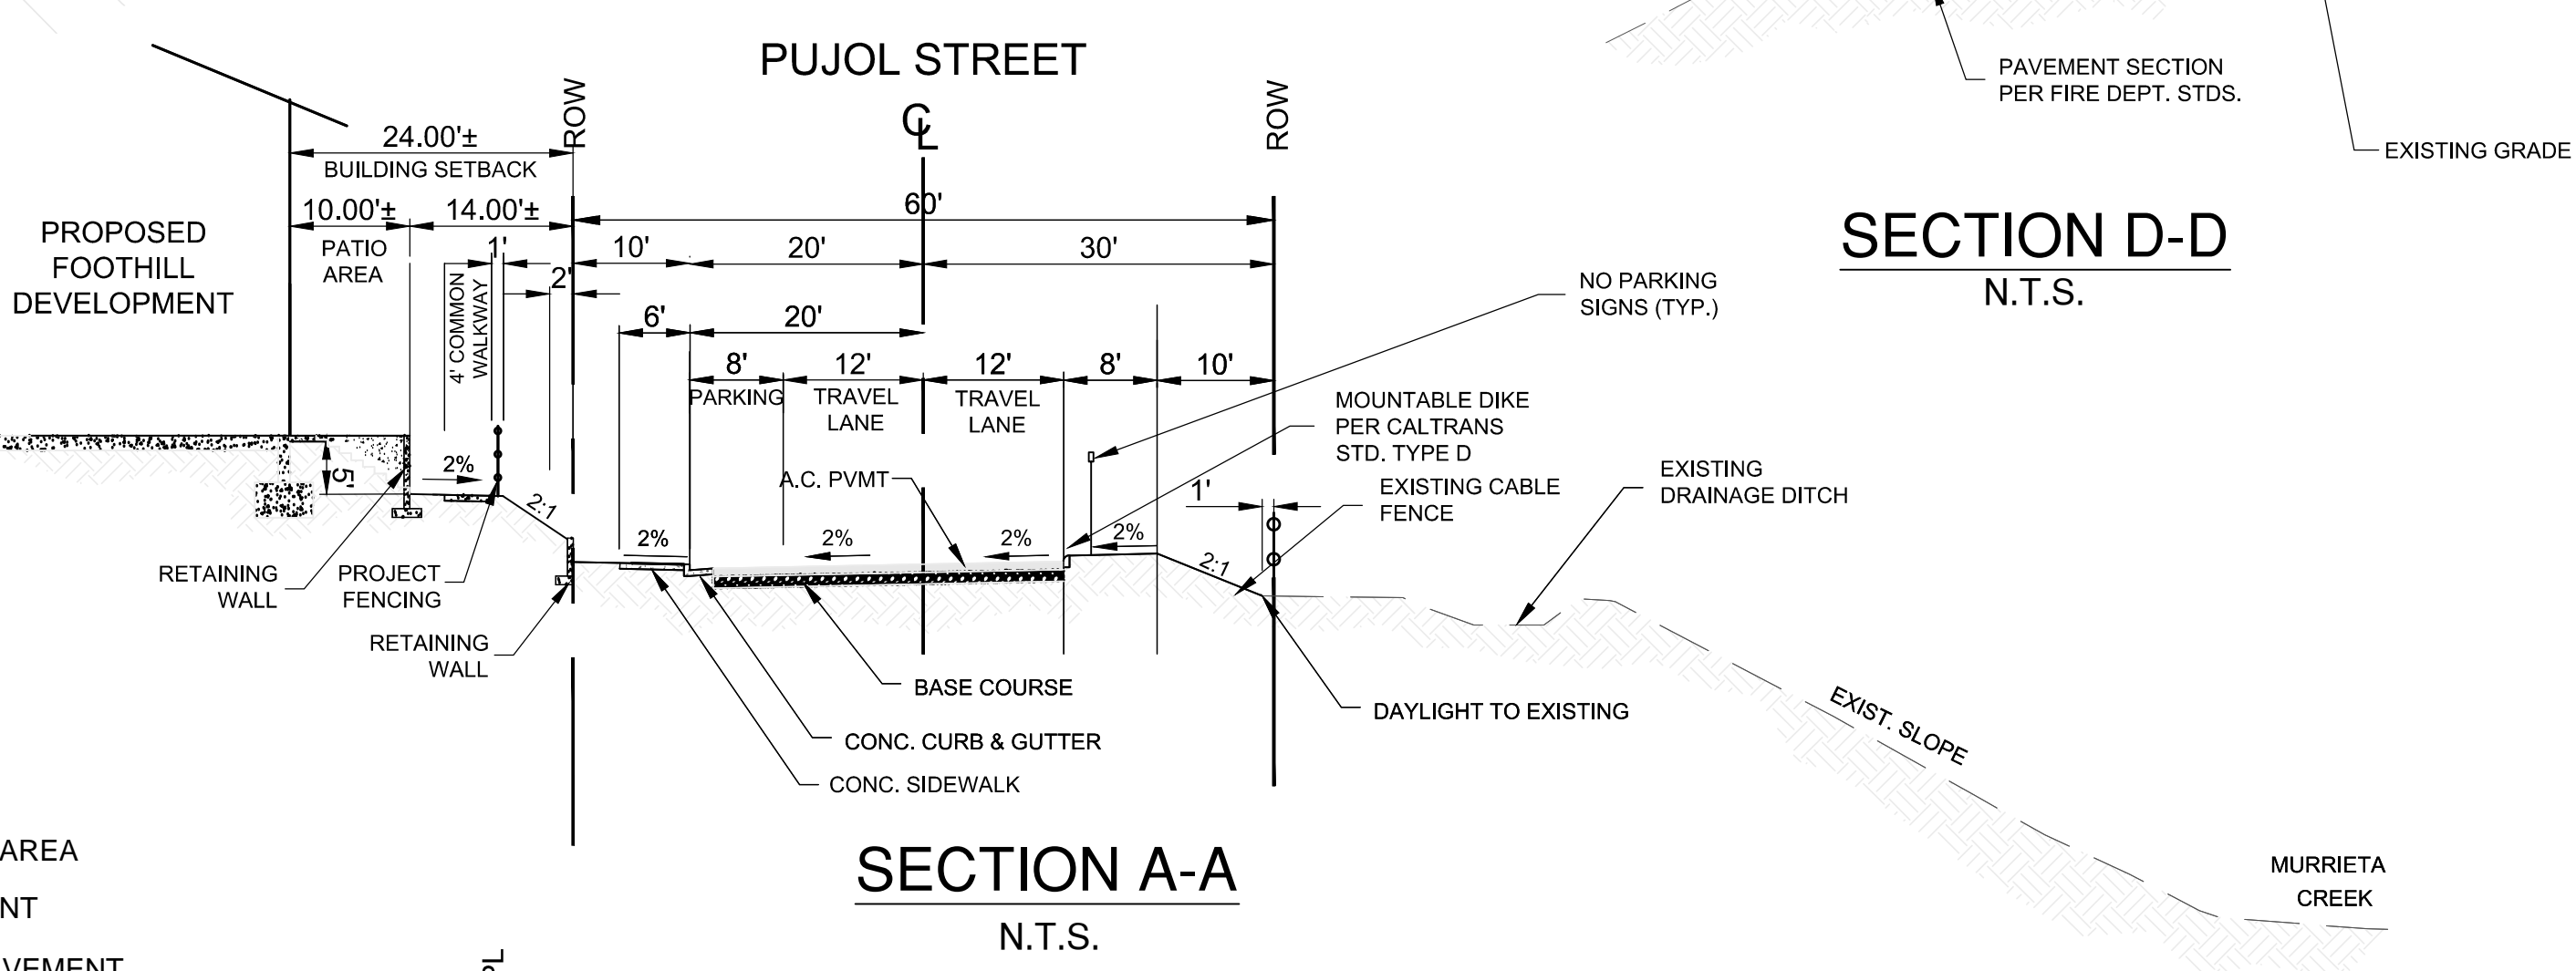 PUJOL STREET
PAVEMENT SECTION
PER FIRE DEPT. STDS.
EXISTING GRADE
SECTION D-D
N.T.S.
ROW
CL
ROW
24.00'±
BUILDING SETBACK
10.00'±
14.00'±
60'
PATIO
AREA
1'
2'
10'
20'
30'
PROPOSED
FOOTHILL
DEVELOPMENT
4' COMMON
WALKWAY
6'
20'
8'
12'
12'
8'
10'
PARKING
TRAVEL
LANE
TRAVEL
LANE
NO PARKING
SIGNS (TYP.)
MOUNTABLE DIKE
PER CALTRANS
STD. TYPE D
EXISTING CABLE
FENCE
1'
EXISTING
DRAINAGE DITCH
5'
2%
2:1
A.C. PVMT
2%
2%
2%
2%
2:1
RETAINING
WALL
PROJECT
FENCING
RETAINING
WALL
BASE COURSE
CONC. CURB & GUTTER
CONC. SIDEWALK
DAYLIGHT TO EXISTING
EXIST. SLOPE
MURRIETA
CREEK
SECTION A-A
N.T.S.
AREA
NT
VEMENT
PL